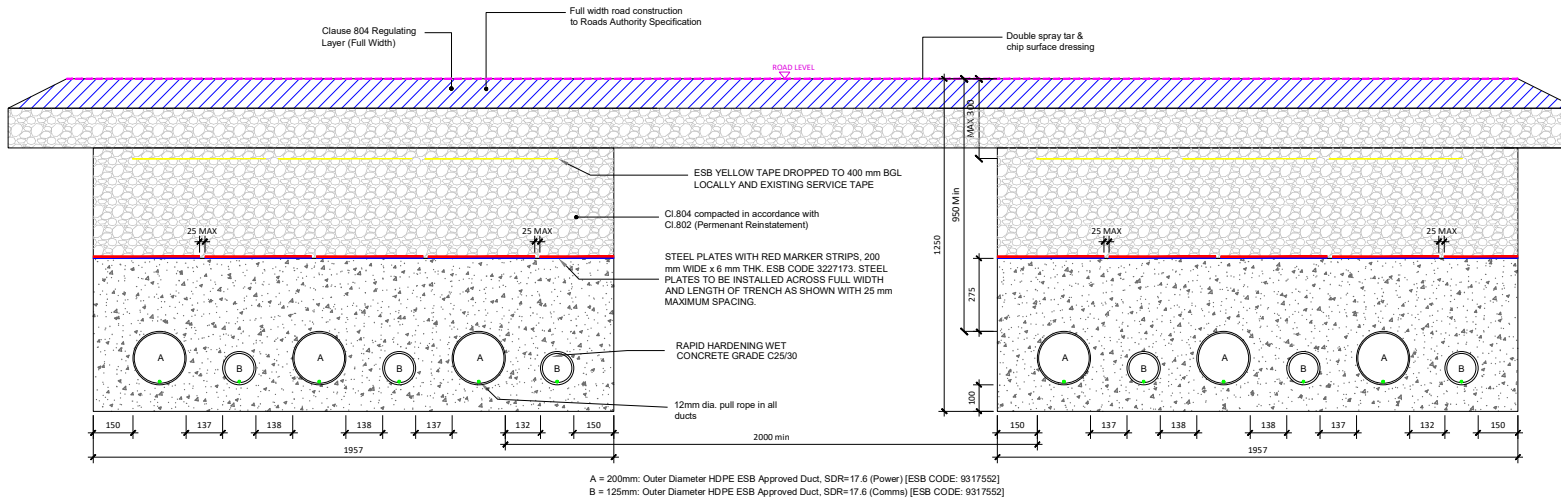 Full width road construction
to Roads Authority Specification
Clause 804 Regulating
Layer (Full Width)
Double spray tar &
chip surface dressing
ROAD LEVEL
MAX 300
ESB YELLOW TAPE DROPPED TO 400 mm BGL
LOCALLY AND EXISTING SERVICE TAPE
950 Min
1250
Cl.804 compacted in accordance with
Cl.802 (Permenant Reinstatement)
25 MAX
25 MAX
25 MAX
25 MAX
STEEL PLATES WITH RED MARKER STRIPS, 200
mm WIDE x 6 mm THK. ESB CODE 3227173. STEEL
PLATES TO BE INSTALLED ACROSS FULL WIDTH
AND LENGTH OF TRENCH AS SHOWN WITH 25 mm
MAXIMUM SPACING.
275
RAPID HARDENING WET
CONCRETE GRADE C25/30
A
B
A
B
A
B
A
B
A
B
A
B
12mm dia. pull rope in all
ducts
100
150
137
138
138
137
132
150
150
137
138
138
137
132
150
2000 min
1957
1957
A = 200mm: Outer Diameter HDPE ESB Approved Duct, SDR=17.6 (Power) [ESB CODE: 9317552]
B = 125mm: Outer Diameter HDPE ESB Approved Duct, SDR=17.6 (Comms) [ESB CODE: 9317552]